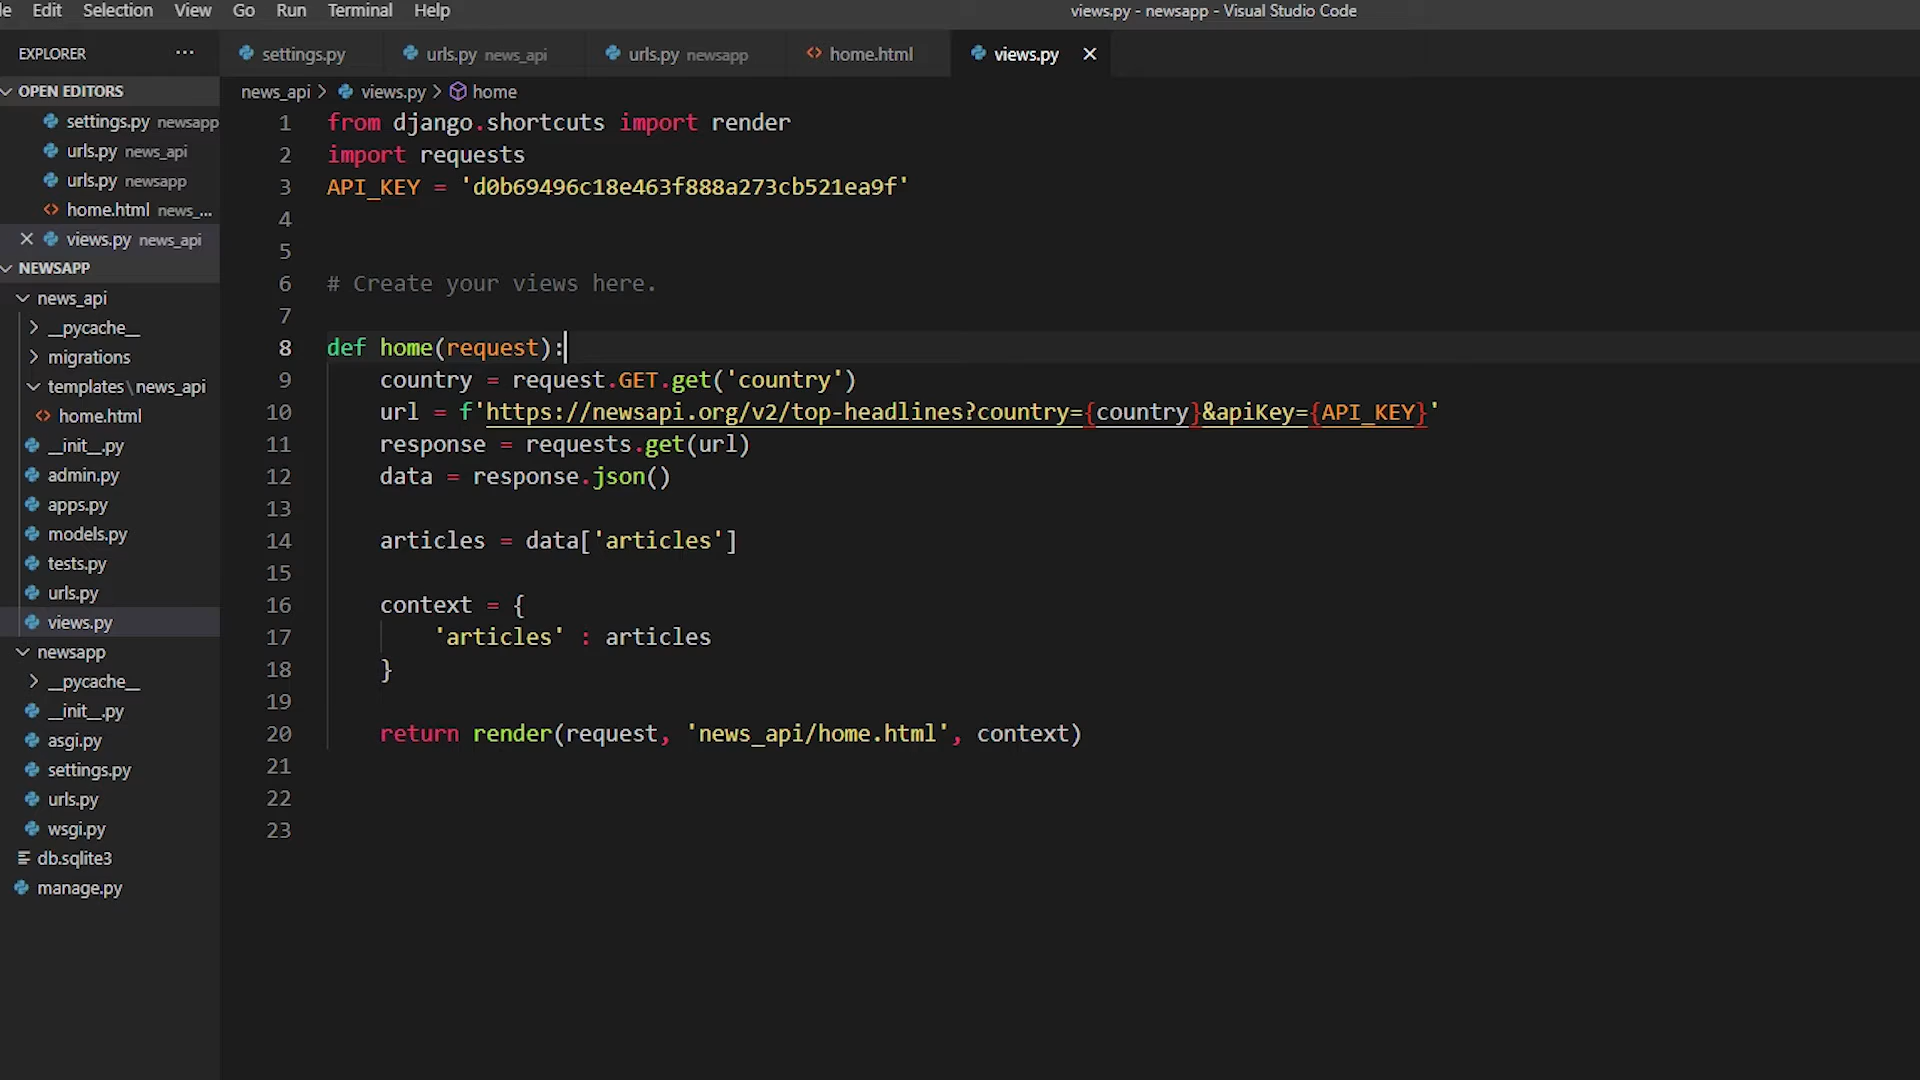 le Edit Selection View Go Run Terminal Help
views.py - newsapp - Visual Studio Code
EXPLORER ...
settings.py
urls.py news_api
urls.py newsapp
home.html
views.py
OPEN EDITORS
settings.py newsapp
urls.py news_api
urls.py newsapp
home.html news_...
views.py news_api
NEWSAPP
news_api
__pycache__
migrations
templates\news_api
home.html
__init__.py
admin.py
apps.py
models.py
tests.py
urls.py
views.py
newsapp
__pycache__
__init__.py
asgi.py
settings.py
urls.py
wsgi.py
db.sqlite3
manage.py
news_api > views.py > home
1 from django.shortcuts import render
2 import requests
3 API_KEY = 'd0b69496c18e463f888a273cb521ea9f'
4
5
6 # Create your views here.
7
8 def home(request):
9     country = request.GET.get('country')
10     url = f'https://newsapi.org/v2/top-headlines?country={country}&apiKey={API_KEY}'
11     response = requests.get(url)
12     data = response.json()
13
14     articles = data['articles']
15
16     context = {
17         'articles' : articles
18     }
19
20     return render(request, 'news_api/home.html', context)
21
22
23